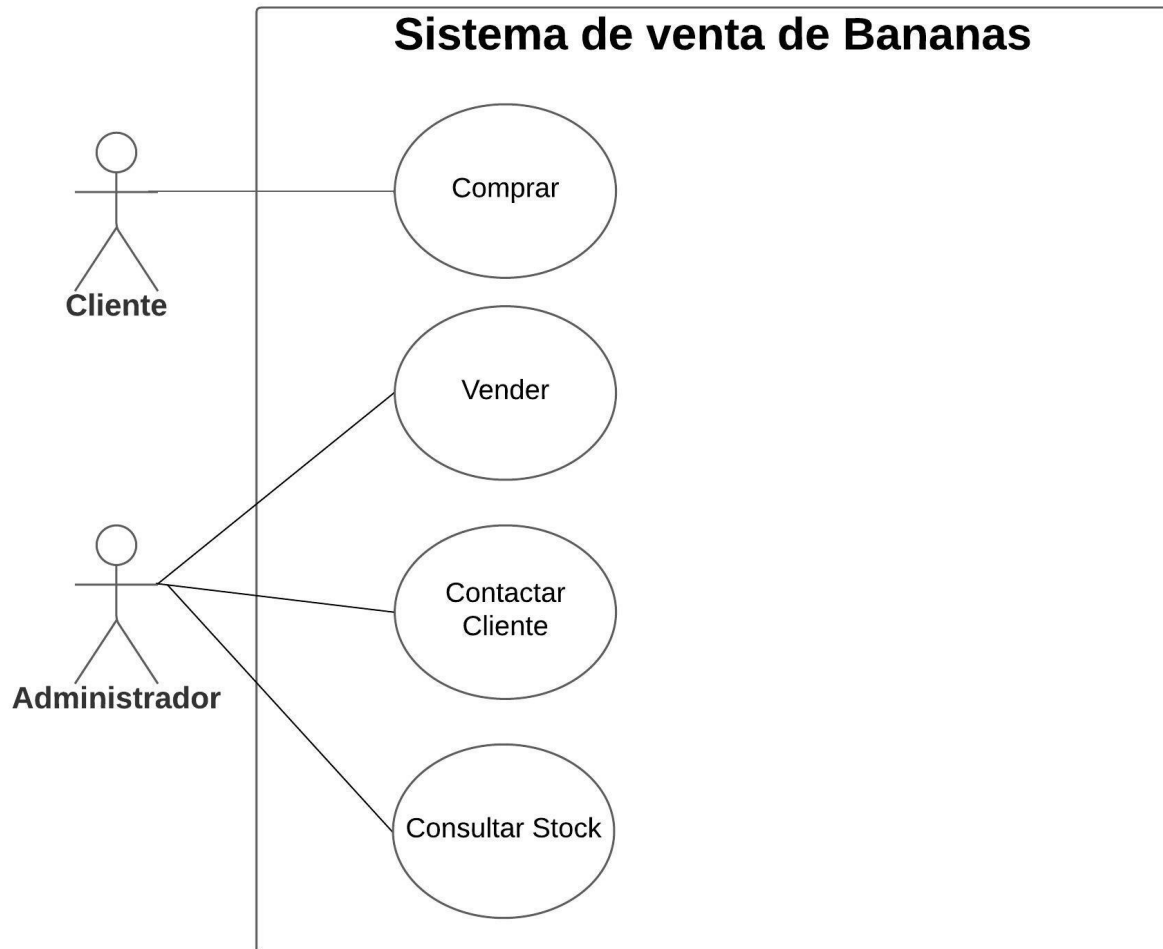 Sistema de venta de Bananas
Comprar
Cliente
Vender
Contactar
Cliente
Administrador
Consultar Stock